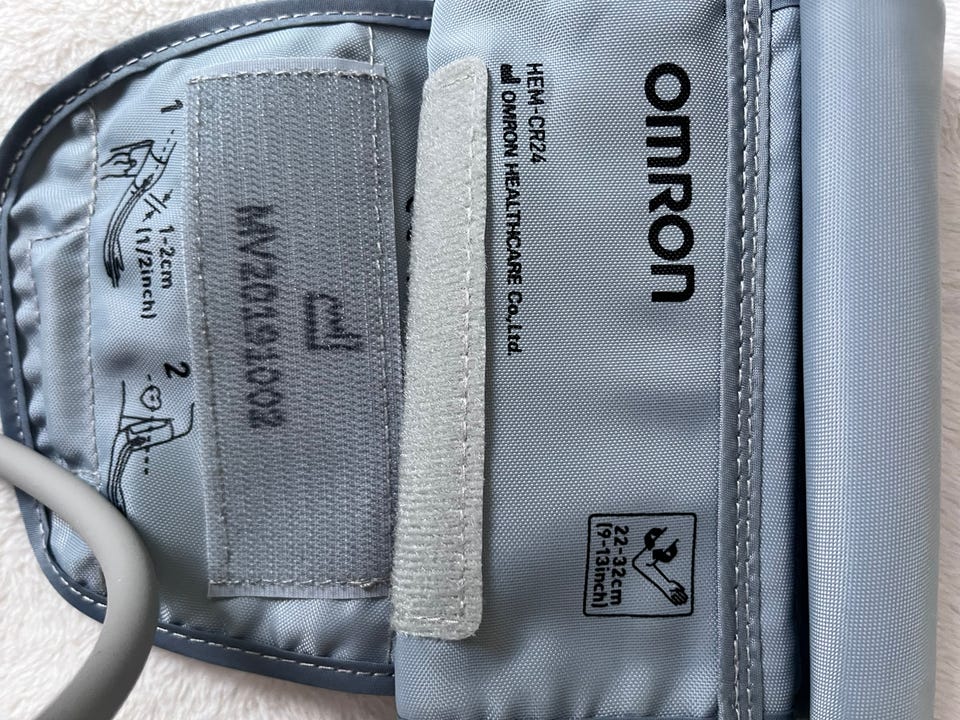 OMRON
HEM-CR24
OMRON HEALTHCARE Co.,Ltd.
22-32cm
(9-13inch)
MV20191002
1
1-2cm
(1/2inch)
2